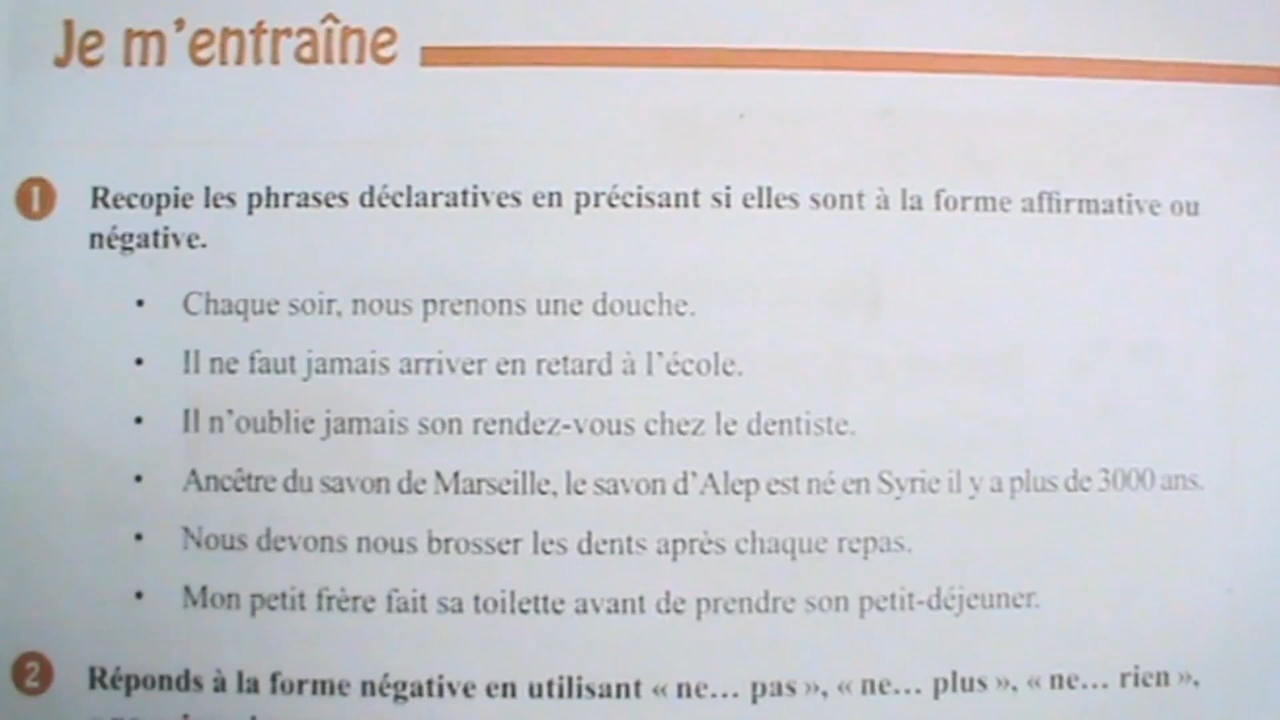 Je m'entraîne
1 Recopie les phrases déclaratives en précisant si elles sont à la forme affirmative ou
négative.
• Chaque soir, nous prenons une douche.
• Il ne faut jamais arriver en retard à l'école.
• Il n'oublie jamais son rendez-vous chez le dentiste.
• Ancêtre du savon de Marseille, le savon d'Alep est né en Syrie il y a plus de 3000 ans.
• Nous devons nous brosser les dents après chaque repas.
• Mon petit frère fait sa toilette avant de prendre son petit-déjeuner.
2 Réponds à la forme négative en utilisant « ne... pas », « ne... plus », « ne... rien »,